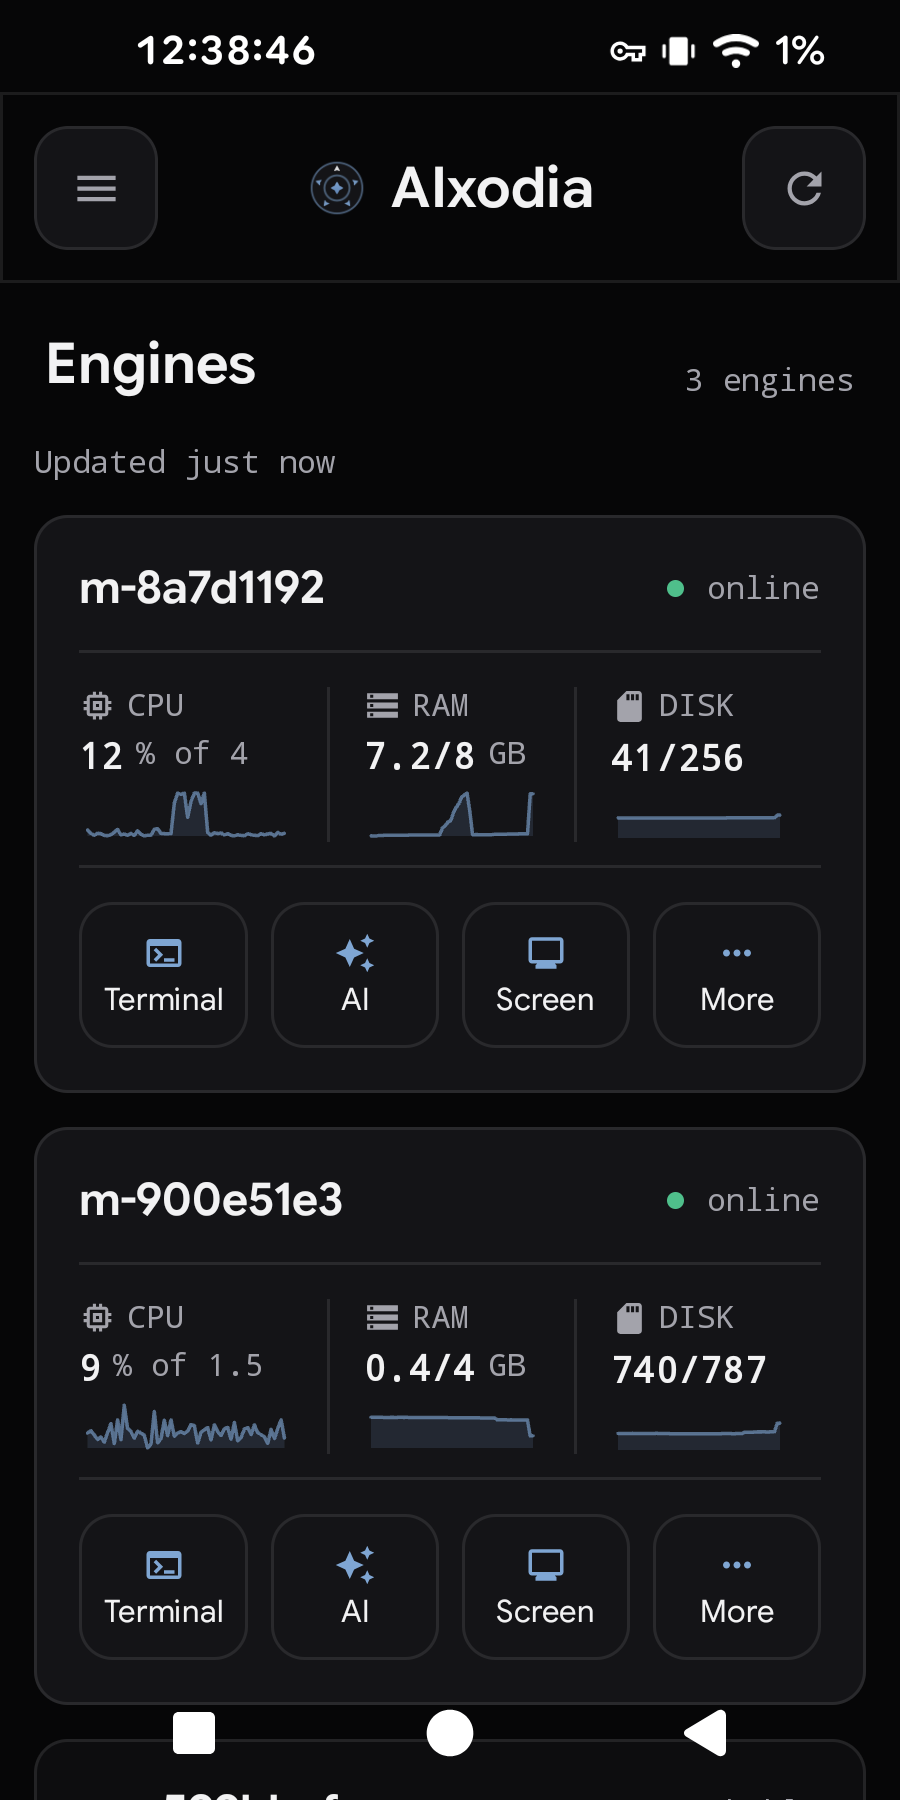 12:38:46 1%
AIxodia
Engines
3 engines
Updated just now
m-8a7d1192
online
CPU RAM DISK
12 % of 4 7.2/8 GB 41/256
Terminal AI Screen More
m-900e51e3
online
CPU RAM DISK
9 % of 1.5 0.4/4 GB 740/787
Terminal AI Screen More